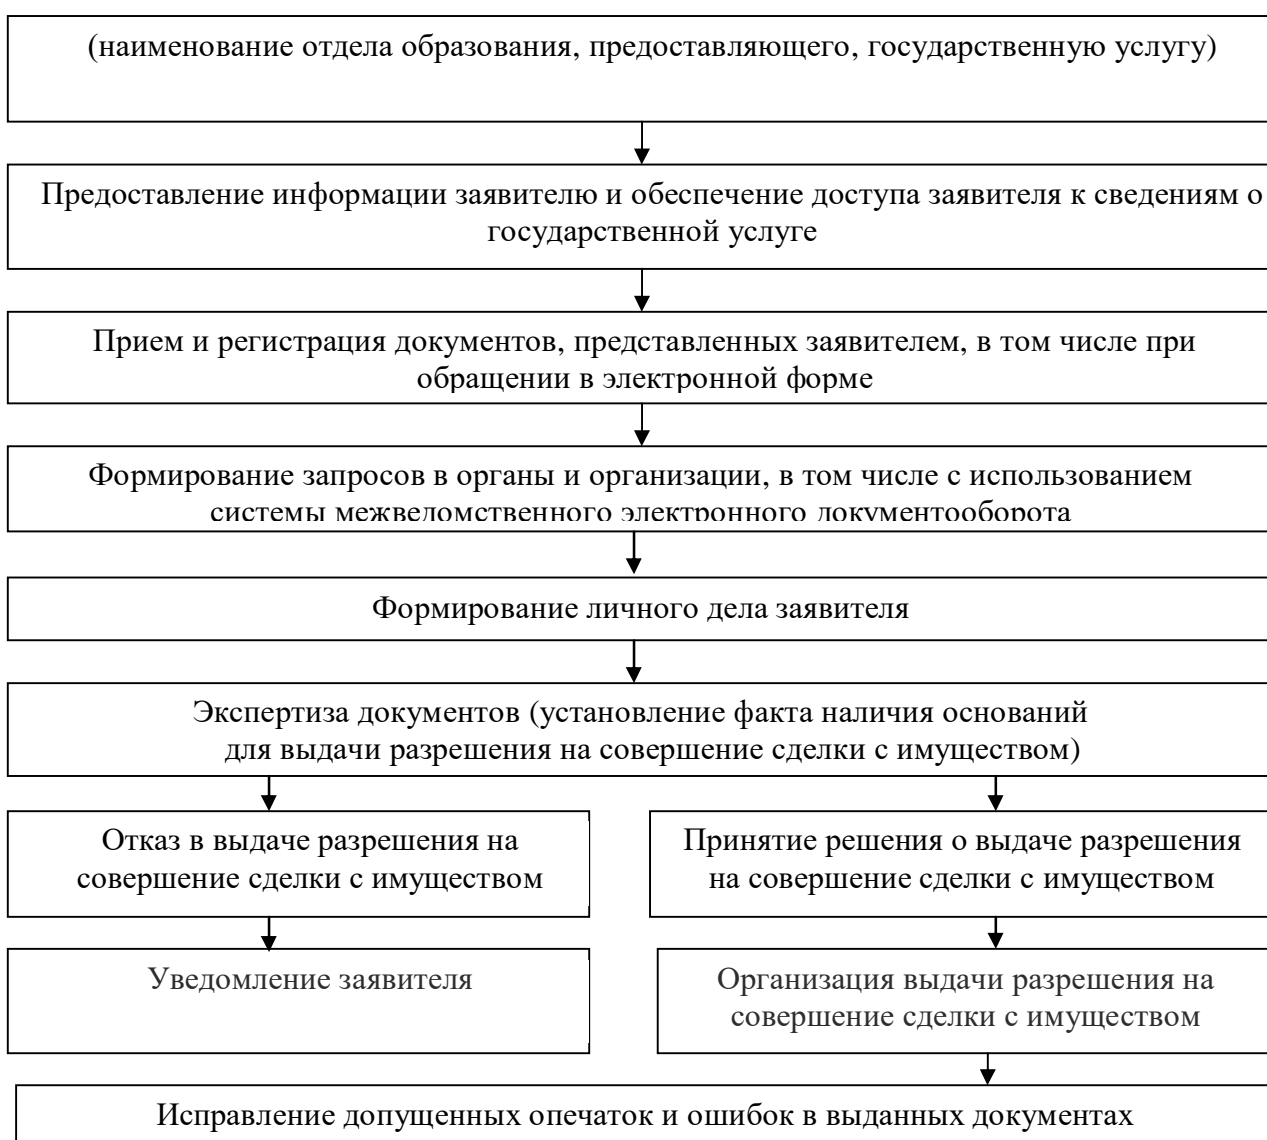 (наименование отдела образования, предоставляющего, государственную услугу)
Предоставление информации заявителю и обеспечение доступа заявителя к сведениям о
государственной услуге
Прием и регистрация документов, представленных заявителем, в том числе при
обращении в электронной форме
Формирование запросов в органы и организации, в том числе с использованием
системы межведомственного электронного документооборота
Формирование личного дела заявителя
Экспертиза документов (установление факта наличия оснований
для выдачи разрешения на совершение сделки с имуществом)
Отказ в выдаче разрешения на
совершение сделки с имуществом
Принятие решения о выдаче разрешения
на совершение сделки с имуществом
Уведомление заявителя
Организация выдачи разрешения на
совершение сделки с имуществом
Исправление допущенных опечаток и ошибок в выданных документах